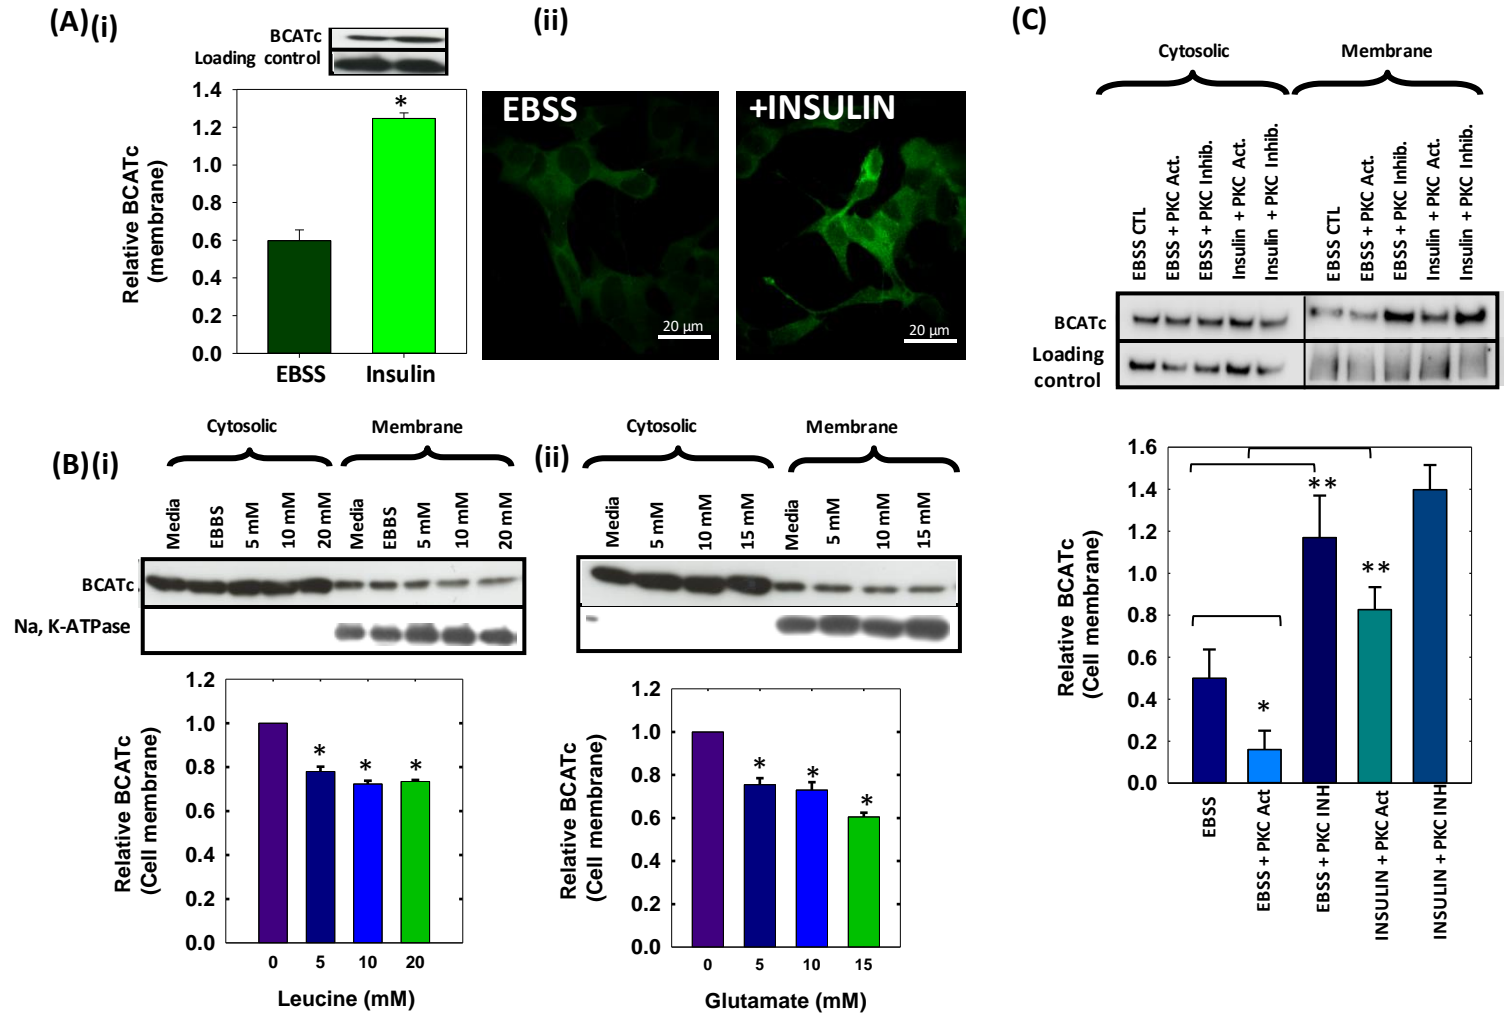 (A) (i)
BCATc
Loading control
1.4
1.2
1.0
0.8
0.6
0.4
0.2
0.0
*
Relative BCATc
(membrane)
EBSS
Insulin
(ii)
EBSS
20 µm
+INSULIN
20 µm
(B) (i)
Cytosolic
Membrane
Media
EBBS
5 mM
10 mM
20 mM
Media
EBBS
5 mM
10 mM
20 mM
BCATc
Na, K-ATPase
1.2
1.0
0.8
0.6
0.4
0.2
0.0
* * *
Relative BCATc
(Cell membrane)
0 5 10 20
Leucine (mM)
(ii)
Cytosolic
Membrane
Media
5 mM
10 mM
15 mM
Media
5 mM
10 mM
15 mM
1.2
1.0
0.8
0.6
0.4
0.2
0.0
* * *
Relative BCATc
(Cell membrane)
0 5 10 15
Glutamate (mM)
(C)
Cytosolic
Membrane
EBSS CTL
EBSS + PKC Act.
EBSS + PKC Inhib.
Insulin + PKC Act.
Insulin + PKC Inhib.
EBSS CTL
EBSS + PKC Act.
EBSS + PKC Inhib.
Insulin + PKC Act.
Insulin + PKC Inhib.
BCATc
Loading
control
1.6
1.4
1.2
1.0
0.8
0.6
0.4
0.2
0.0
*
**
**
Relative BCATc
(Cell membrane)
EBSS
EBSS + PKC Act
EBSS + PKC INH
INSULIN + PKC Act
INSULIN + PKC INH